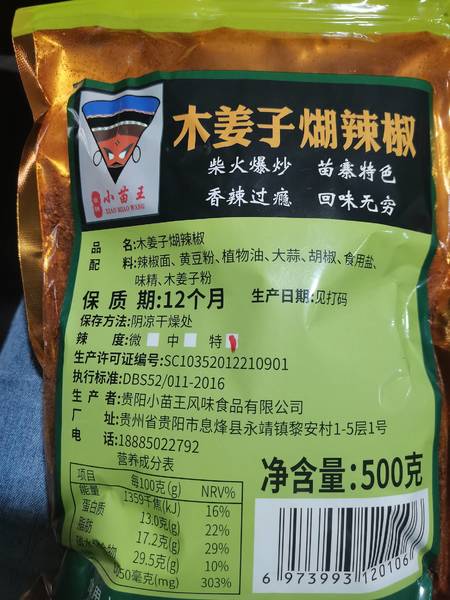 木姜子煳辣椒
柴火爆炒 苗寨特色
香辣过瘾 回味无穷
小苗王
XIAO MIAO WANG
品名:木姜子煳辣椒
配料:辣椒面、黄豆粉、植物油、大蒜、胡椒、食用盐、
味精、木姜子粉
保质期:12个月 生产日期:见打码
保存方法:阴凉干燥处
辣度:微 中 特
生产许可证编号:SC10352012210901
执行标准:DBS52/011-2016
生产者:贵阳小苗王风味食品有限公司
厂址:贵州省贵阳市息烽县永靖镇黎安村1-5层1号
电话:18885022792
营养成分表
项目 每100克(g) NRV%
能量 1359千焦(kJ) 16%
蛋白质 13.0克(g) 22%
脂肪 17.2克(g) 29%
29.5克(g) 10%
050毫克(mg) 303%
净含量:500克
6 973993 120106